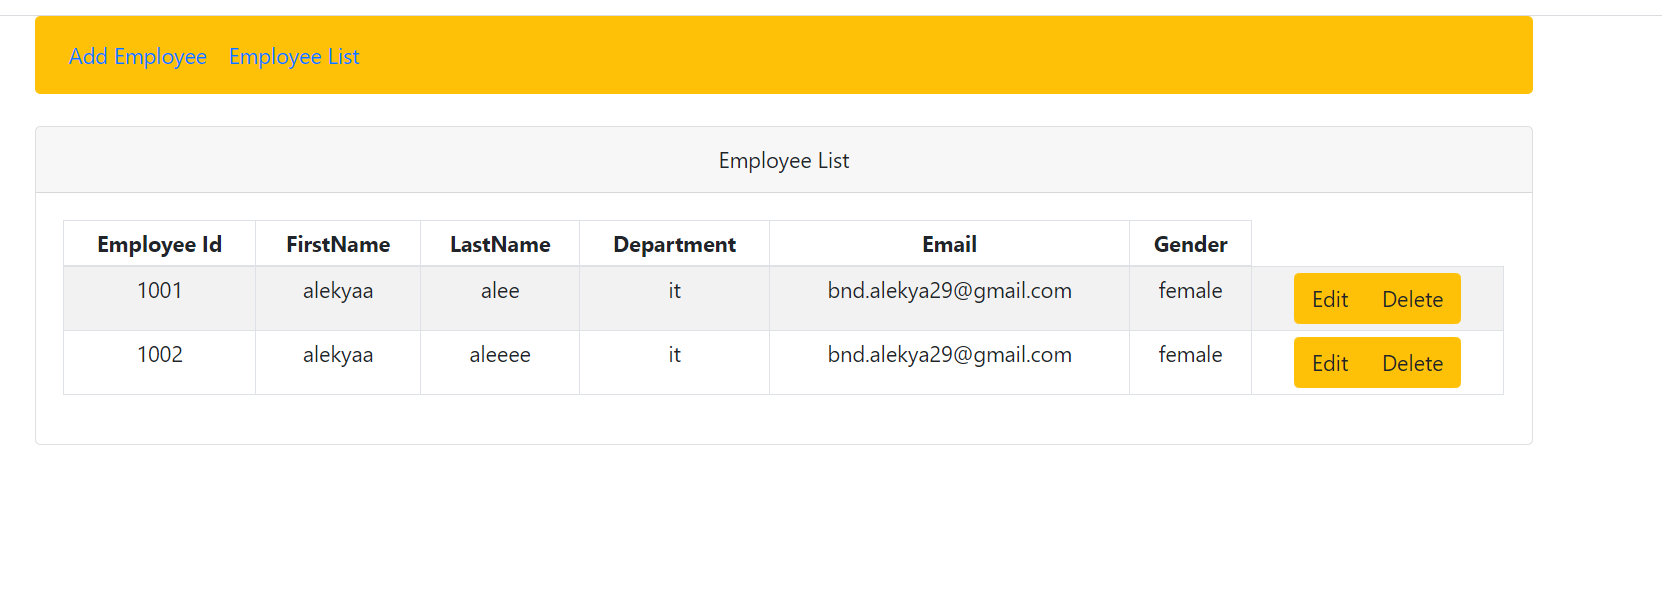 Add Employee Employee List
Employee List
Employee Id FirstName LastName Department Email Gender
1001 alekyaa alee it bnd.alekya29@gmail.com female Edit Delete
1002 alekyaa aleeee it bnd.alekya29@gmail.com female Edit Delete